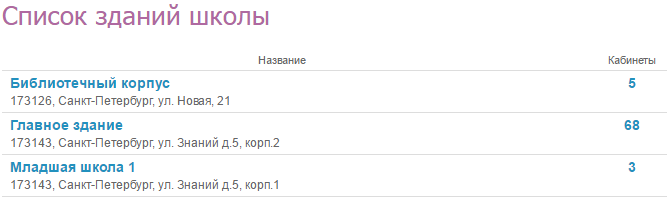 Список зданий школы
Название Кабинеты
Библиотечный корпус 5
173126, Санкт-Петербург, ул. Новая, 21
Главное здание 68
173143, Санкт-Петербург, ул. Знаний д.5, корп.2
Младшая школа 1 3
173143, Санкт-Петербург, ул. Знаний д.5, корп.1